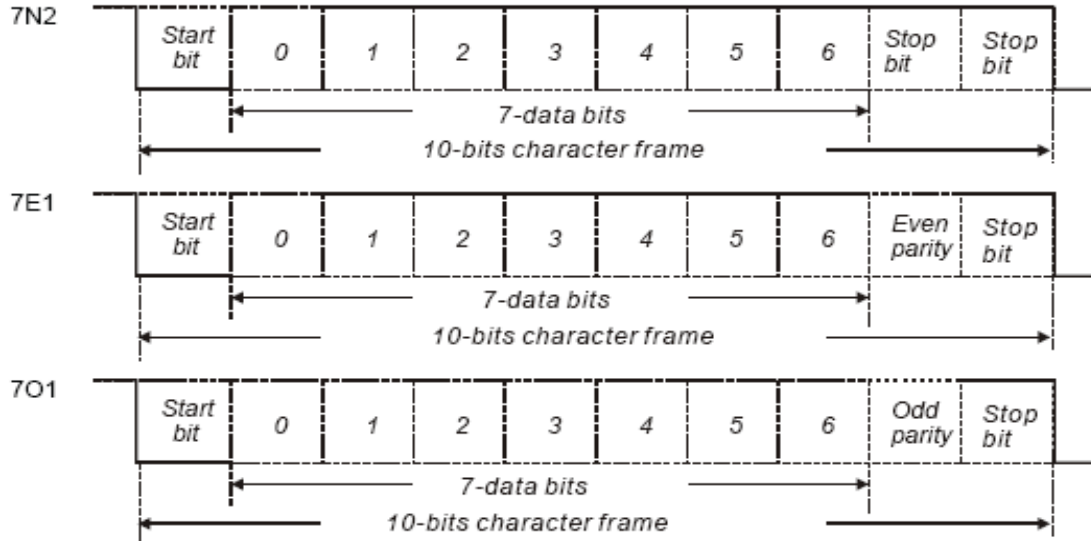 7N2
Start bit 0 1 2 3 4 5 6 Stop bit Stop bit
7-data bits
10-bits character frame
7E1
Start bit 0 1 2 3 4 5 6 Even parity Stop bit
7-data bits
10-bits character frame
7O1
Start bit 0 1 2 3 4 5 6 Odd parity Stop bit
7-data bits
10-bits character frame